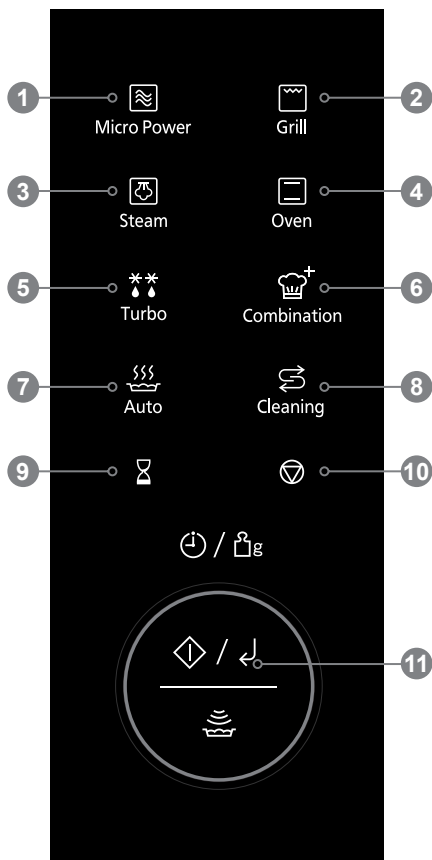 1 Micro Power
2 Grill
3 Steam
4 Oven
5 Turbo
6 Combination
7 Auto
8 Cleaning
9
10
/ g
/
11